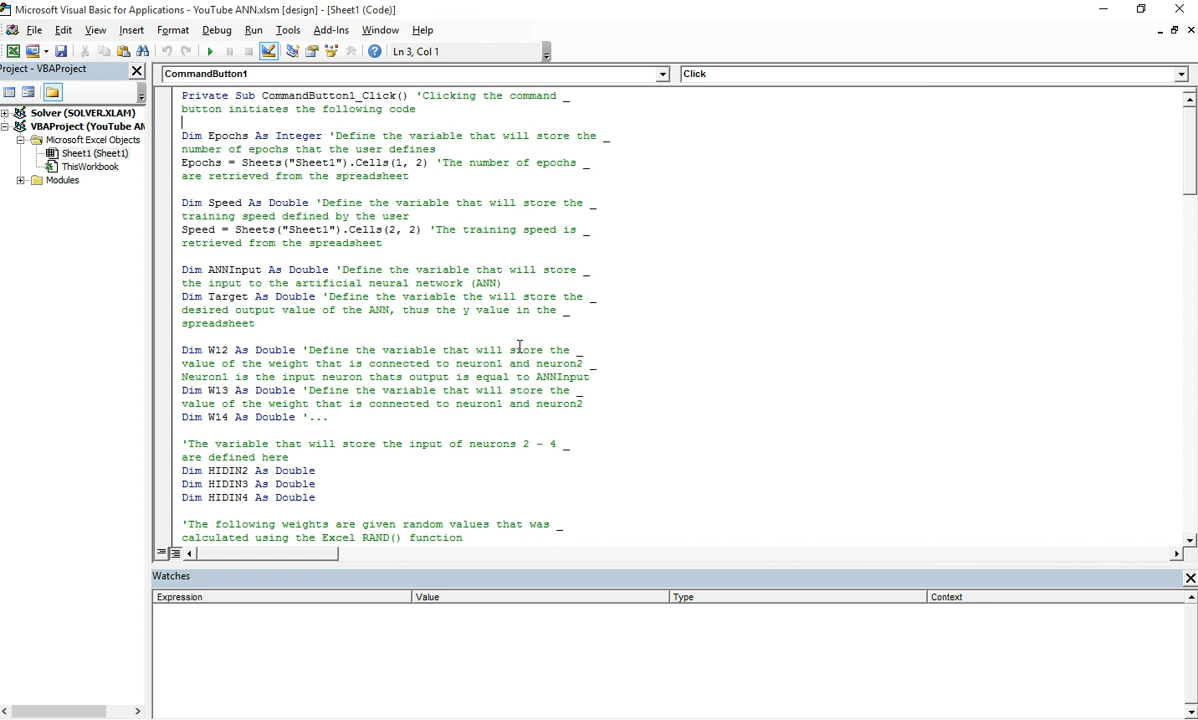 Microsoft Visual Basic for Applications - YouTube ANN.xlsm [design] - [Sheet1 (Code)]
File Edit View Insert Format Debug Run Tools Add-Ins Window Help
Ln 3, Col 1
Project - VBAProject
CommandButton1
Click
Solver (SOLVER.XLAM)
VBAProject (YouTube AN
Microsoft Excel Objects
Sheet1 (Sheet1)
ThisWorkbook
Modules
Private Sub CommandButton1_Click() 'Clicking the command _
button initiates the following code
Dim Epochs As Integer 'Define the variable that will store the _
number of epochs that the user defines
Epochs = Sheets("Sheet1").Cells(1, 2) 'The number of epochs _
are retrieved from the spreadsheet
Dim Speed As Double 'Define the variable that will store the _
training speed defined by the user
Speed = Sheets("Sheet1").Cells(2, 2) 'The training speed is _
retrieved from the spreadsheet
Dim ANNInput As Double 'Define the variable that will store _
the input to the artificial neural network (ANN)
Dim Target As Double 'Define the variable the will store the _
desired output value of the ANN, thus the y value in the _
spreadsheet
Dim W12 As Double 'Define the variable that will store the _
value of the weight that is connected to neuron1 and neuron2 _
Neuron1 is the input neuron thats output is equal to ANNInput
Dim W13 As Double 'Define the variable that will store the _
value of the weight that is connected to neuron1 and neuron2
Dim W14 As Double '...
'The variable that will store the input of neurons 2 - 4 _
are defined here
Dim HIDIN2 As Double
Dim HIDIN3 As Double
Dim HIDIN4 As Double
'The following weights are given random values that was _
calculated using the Excel RAND() function
Watches
Expression Value Type Context